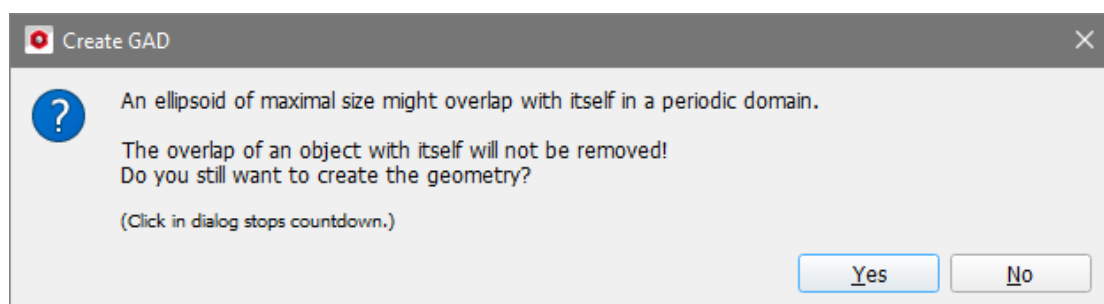 Create GAD
An ellipsoid of maximal size might overlap with itself in a periodic domain.
The overlap of an object with itself will not be removed!
Do you still want to create the geometry?
(Click in dialog stops countdown.)
Yes
No